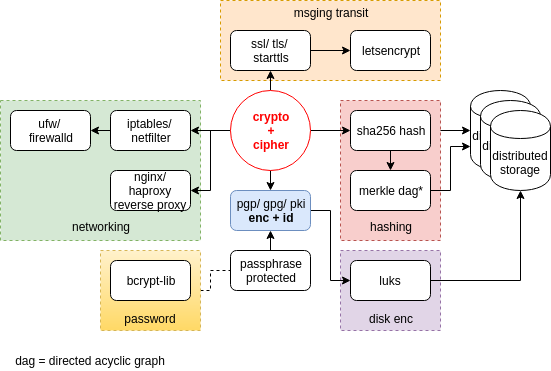 msging transit
ssl/ tls/
starttls
letsencrypt
crypto
+
cipher
ufw/
firewalld
iptables/
netfilter
nginx/
haproxy
reverse proxy
networking
sha256 hash
merkle dag*
hashing
di
di
distributed
storage
pgp/ gpg/ pki
enc + id
passphrase
protected
bcrypt-lib
password
luks
disk enc
dag = directed acyclic graph